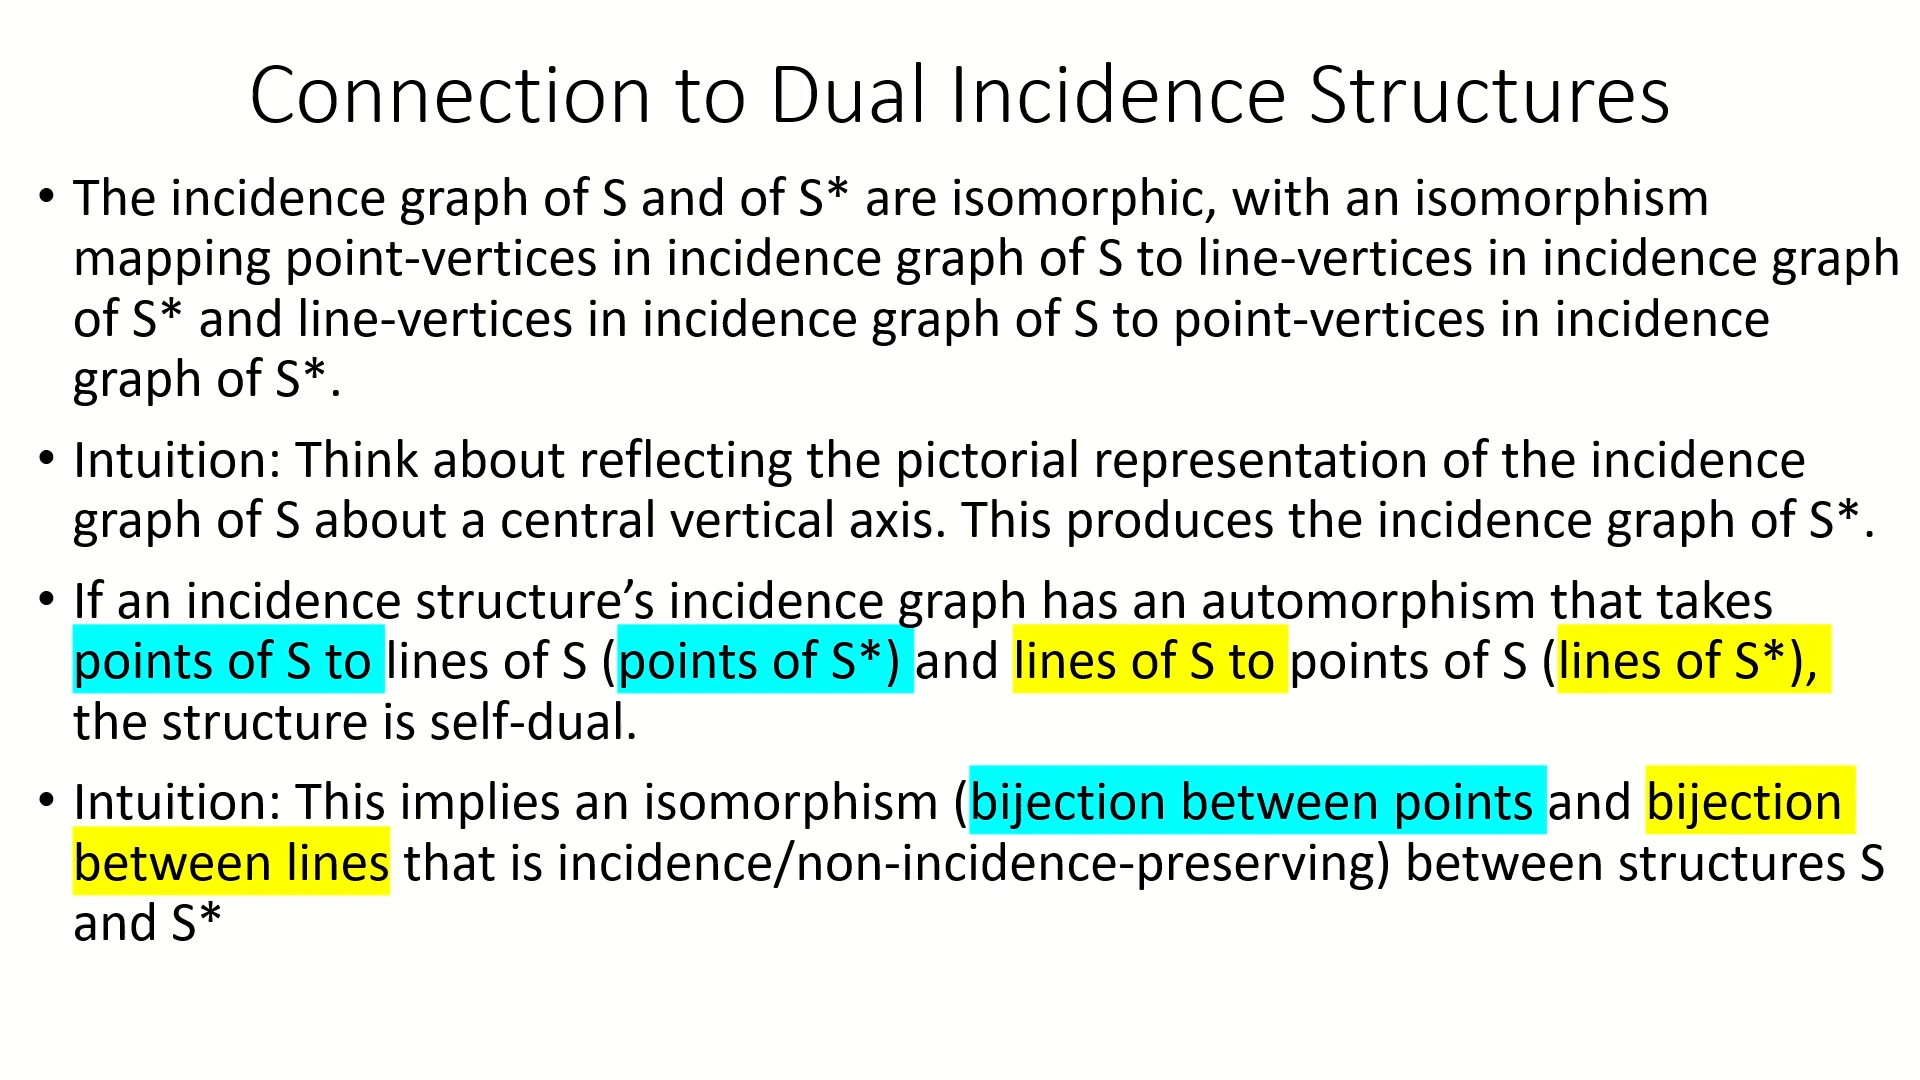 Connection to Dual Incidence Structures
• The incidence graph of S and of S* are isomorphic, with an isomorphism
mapping point-vertices in incidence graph of S to line-vertices in incidence graph
of S* and line-vertices in incidence graph of S to point-vertices in incidence
graph of S*.
• Intuition: Think about reflecting the pictorial representation of the incidence
graph of S about a central vertical axis. This produces the incidence graph of S*.
• If an incidence structure’s incidence graph has an automorphism that takes
points of S to lines of S (points of S*) and lines of S to points of S (lines of S*),
the structure is self-dual.
• Intuition: This implies an isomorphism (bijection between points and bijection
between lines that is incidence/non-incidence-preserving) between structures S
and S*